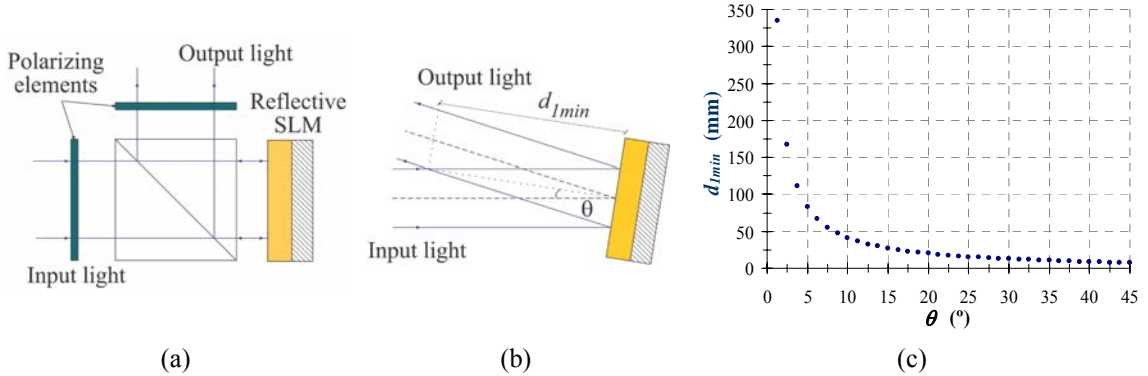 Output light
Polarizing
elements
Reflective
SLM
Input light
(a)
Output light
d1min
θ
Input light
(b)
d1min (mm)
350
300
250
200
150
100
50
0
0 5 10 15 20 25 30 35 40 45
θ (º)
(c)